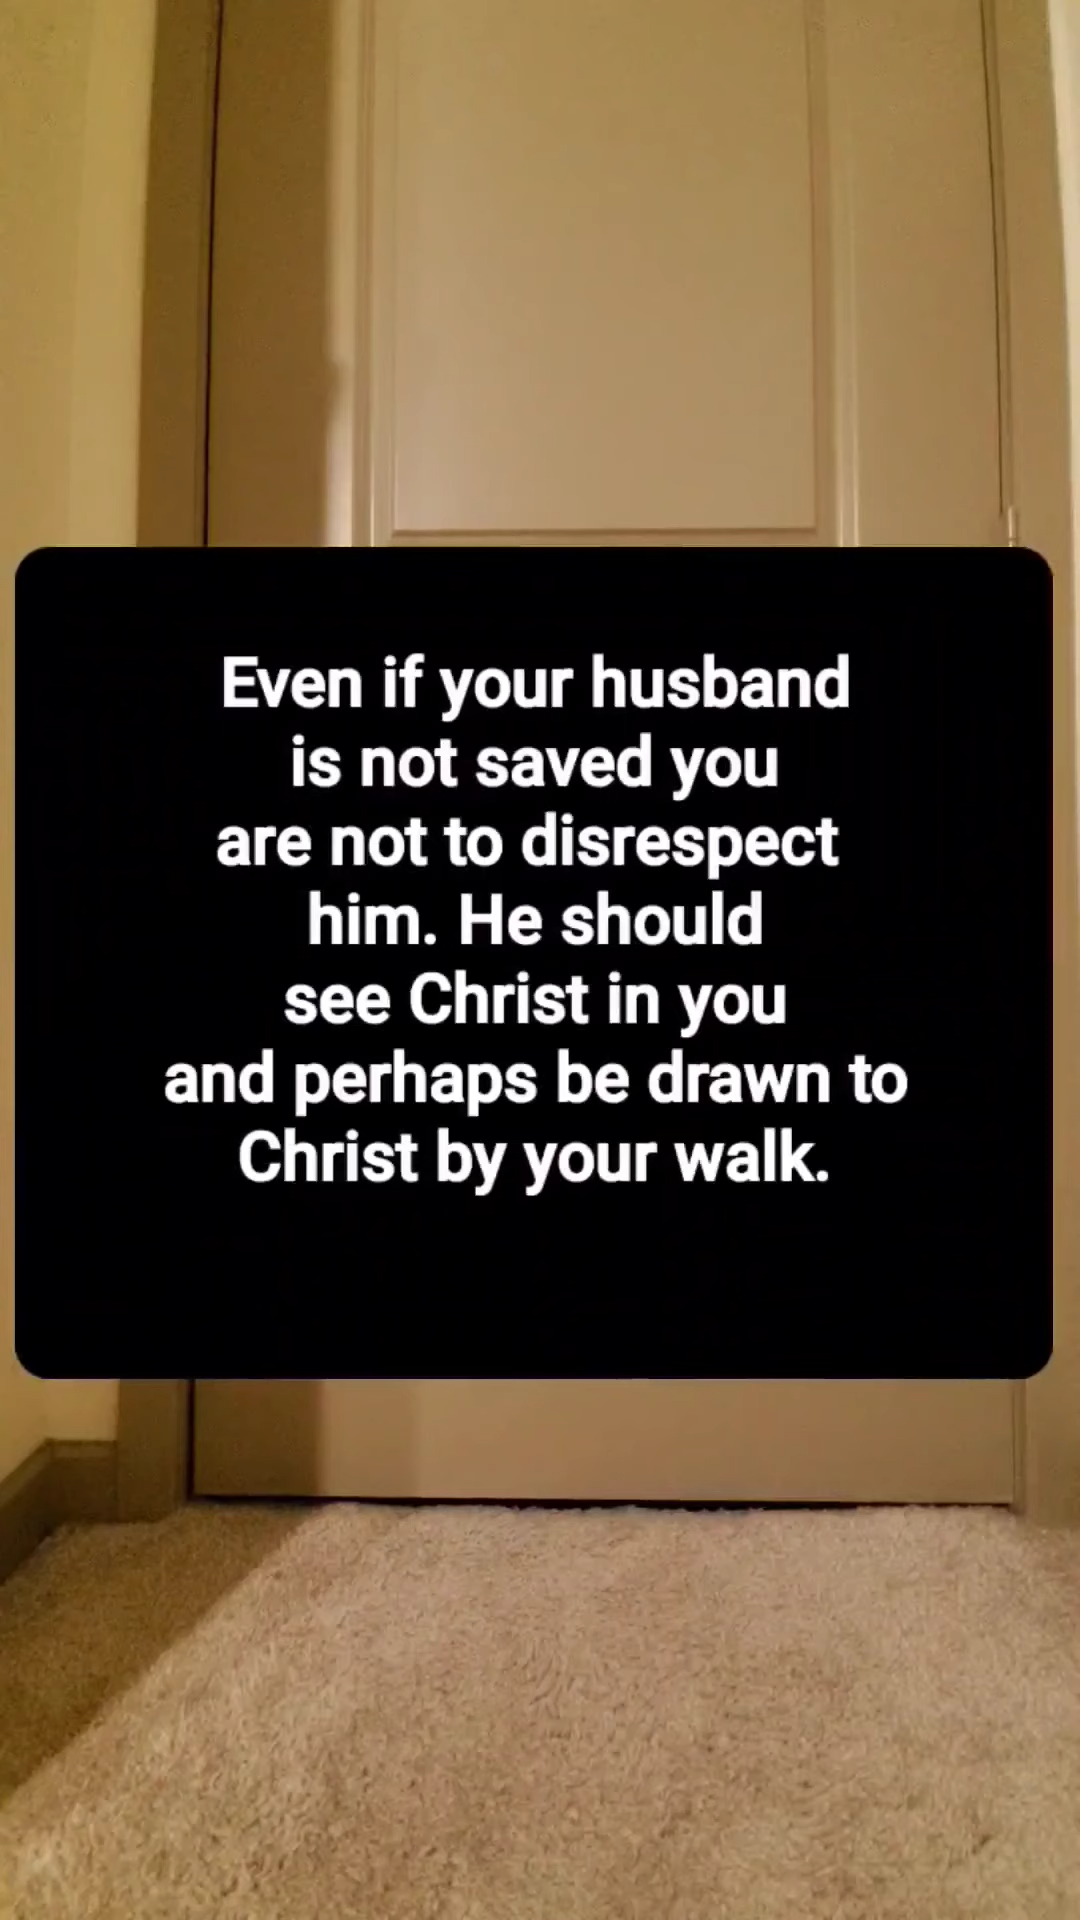 Even if your husband
is not saved you
are not to disrespect
him. He should
see Christ in you
and perhaps be drawn to
Christ by your walk.